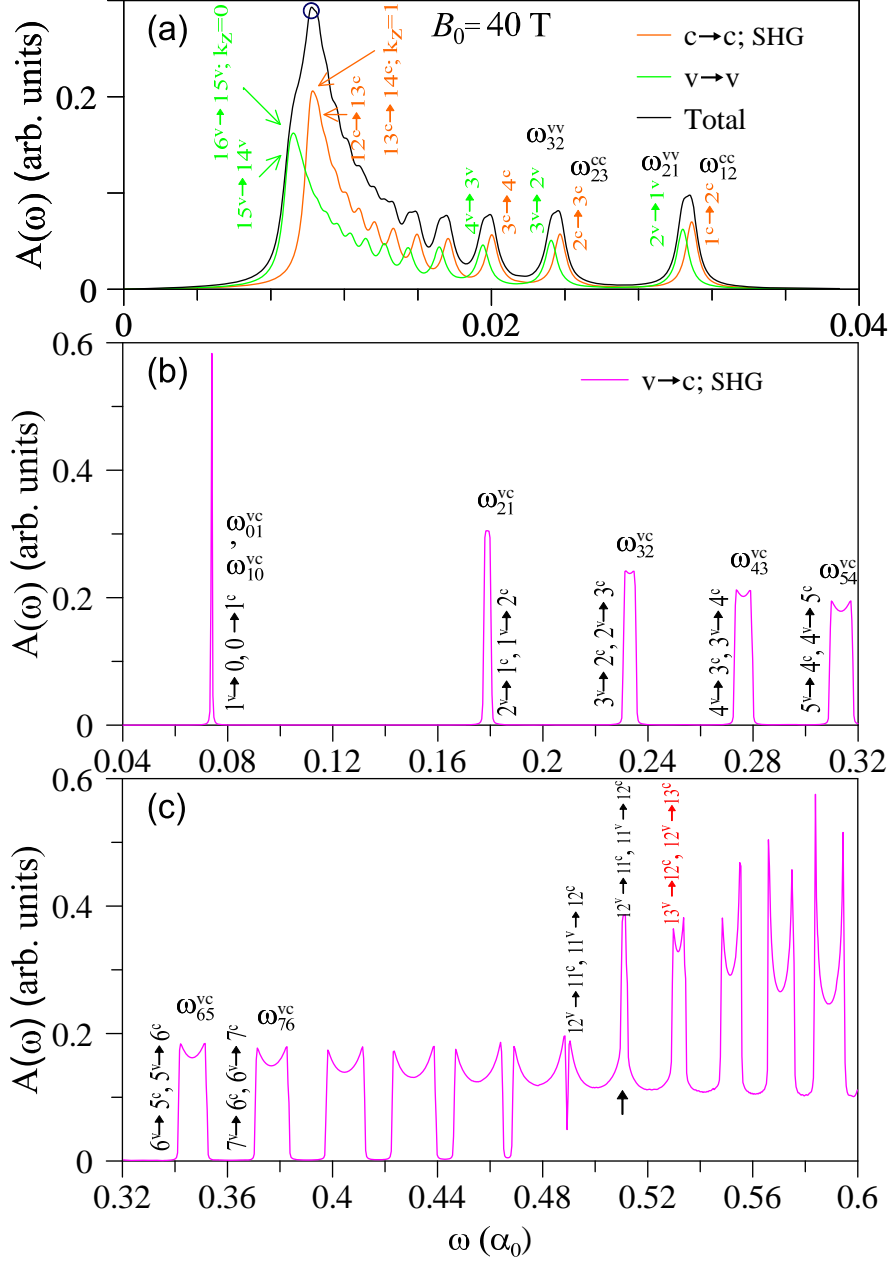 (a)
B₀= 40 T
c→c; SHG
v→v
Total
A(ω) (arb. units)
0.2
0
16ᵛ→15ᵛ; k_Z=0
15ᵛ→14ᵛ
12ᶜ→13ᶜ
13ᶜ→14ᶜ; k_Z=1
4ᵛ→3ᵛ
3ᶜ→4ᶜ
3ᵛ→2ᵛ
2ᶜ→3ᶜ
2ᵛ→1ᵛ
1ᶜ→2ᶜ
ω₃₂ᵛᵛ
ω₂₃ᶜᶜ
ω₂₁ᵛᵛ
ω₁₂ᶜᶜ
0 0.02 0.04
(b)
v→c; SHG
A(ω) (arb. units)
0.6
0.4
0.2
0
ω₀₁ᵛᶜ
,
ω₁₀ᵛᶜ
1ᵛ→0, 0→1ᶜ
ω₂₁ᵛᶜ
2ᵛ→1ᶜ, 1ᵛ→2ᶜ
ω₃₂ᵛᶜ
3ᵛ→2ᶜ, 2ᵛ→3ᶜ
ω₄₃ᵛᶜ
4ᵛ→3ᶜ, 3ᵛ→4ᶜ
ω₅₄ᵛᶜ
5ᵛ→4ᶜ, 4ᵛ→5ᶜ
0.04 0.08 0.12 0.16 0.2 0.24 0.28 0.32
(c)
A(ω) (arb. units)
0.6
0.4
0.2
0
6ᵛ→5ᶜ, 5ᵛ→6ᶜ
ω₆₅ᵛᶜ
7ᵛ→6ᶜ, 6ᵛ→7ᶜ
ω₇₆ᵛᶜ
12ᵛ→11ᶜ, 11ᵛ→12ᶜ
12ᵛ→11ᶜ, 11ᵛ→12ᶜ
13ᵛ→12ᶜ, 12ᵛ→13ᶜ
0.32 0.36 0.4 0.44 0.48 0.52 0.56 0.6
ω (α₀)